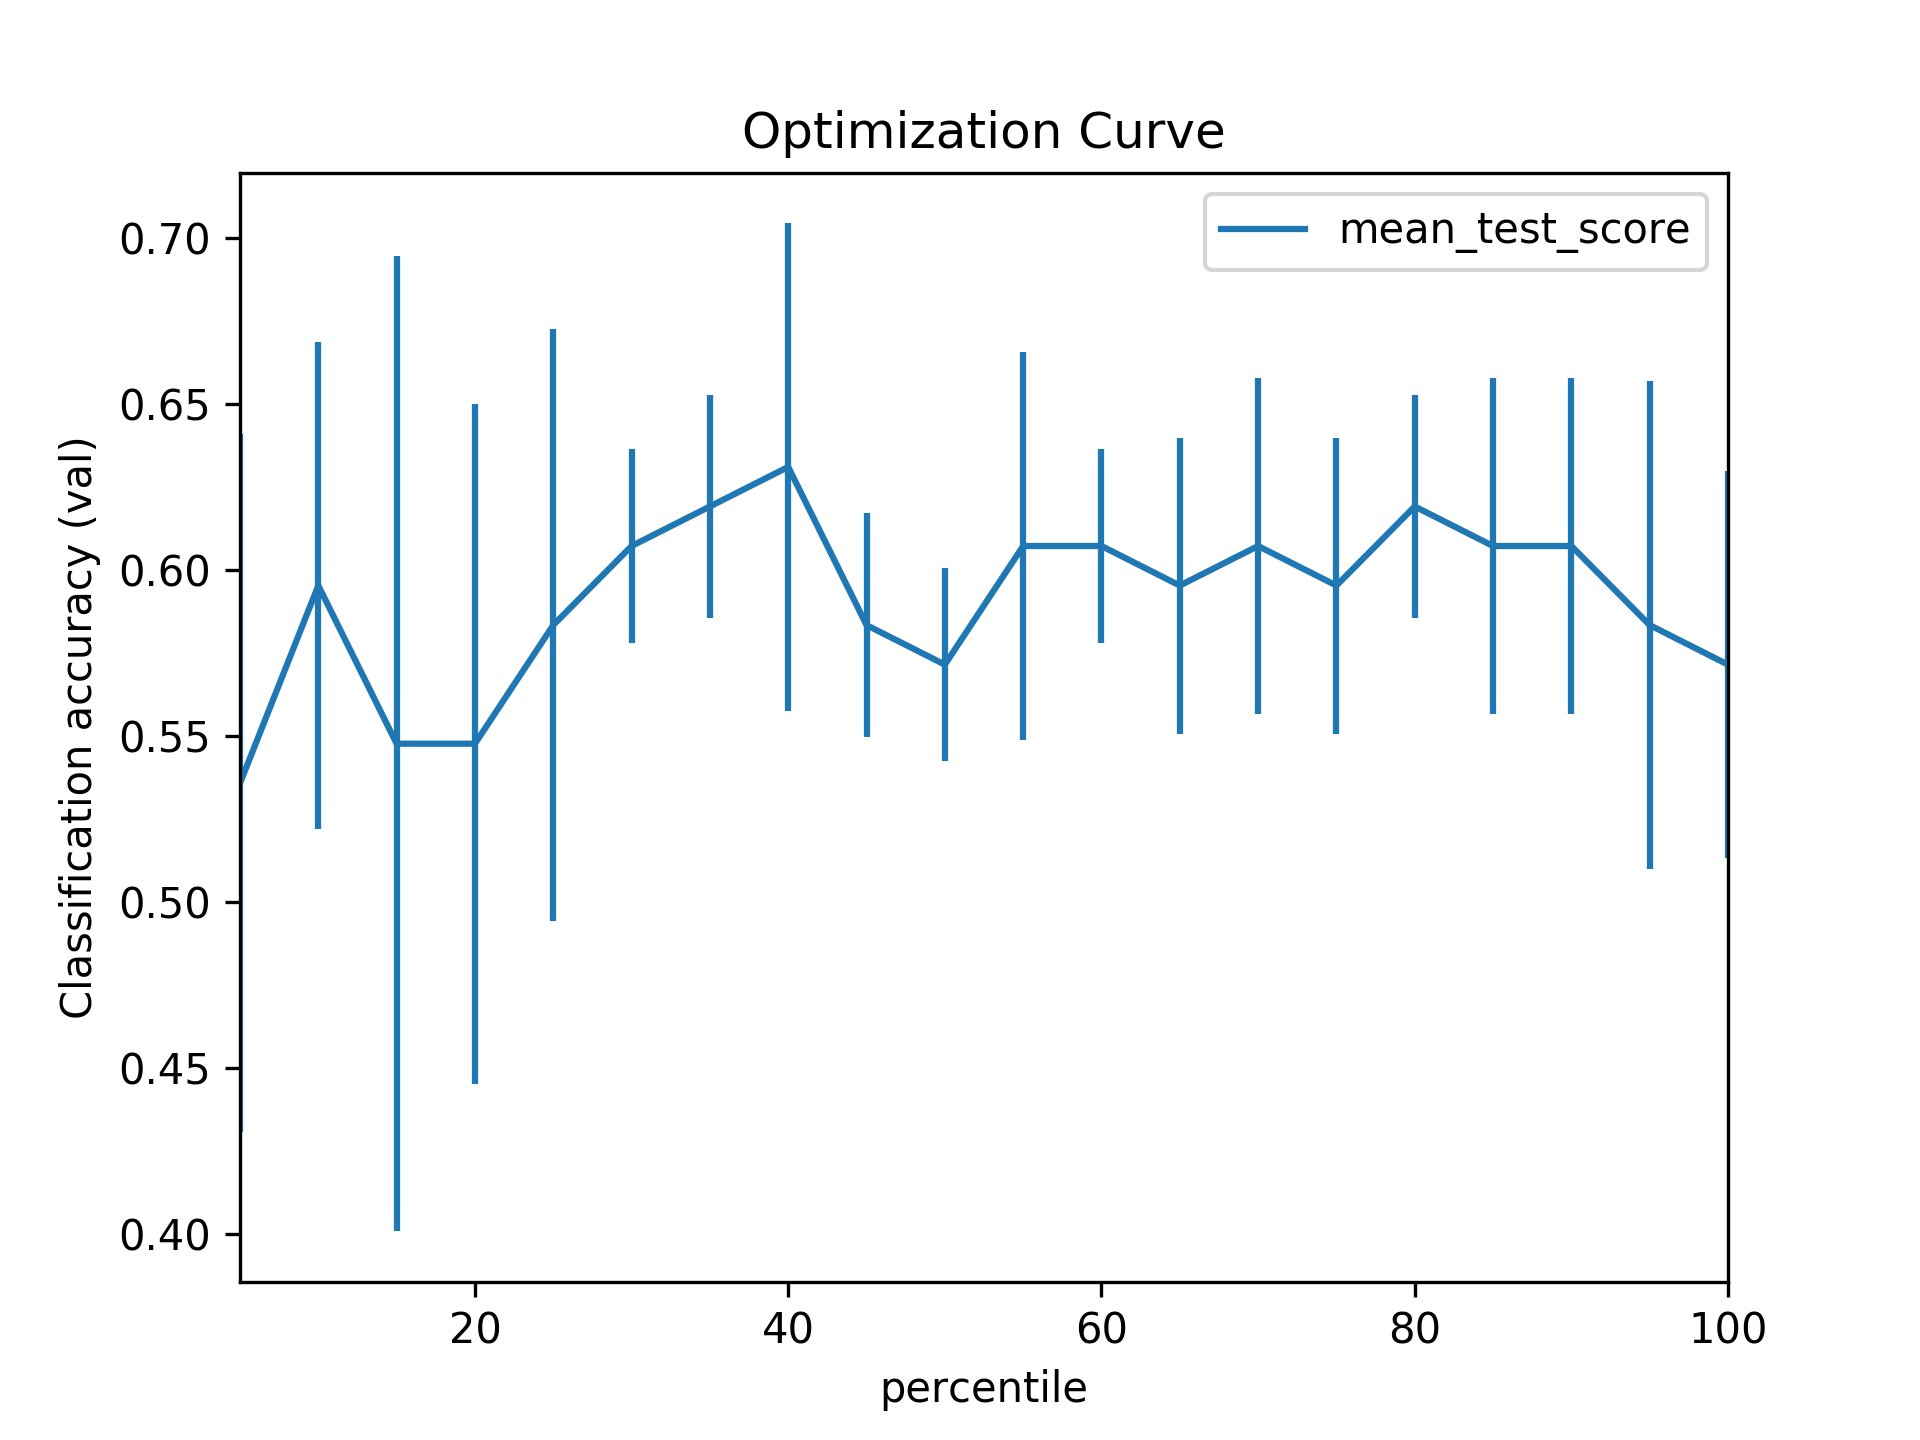 Optimization Curve
mean_test_score
Classification accuracy (val)
0.70
0.65
0.60
0.55
0.50
0.45
0.40
20 40 60 80 100
percentile